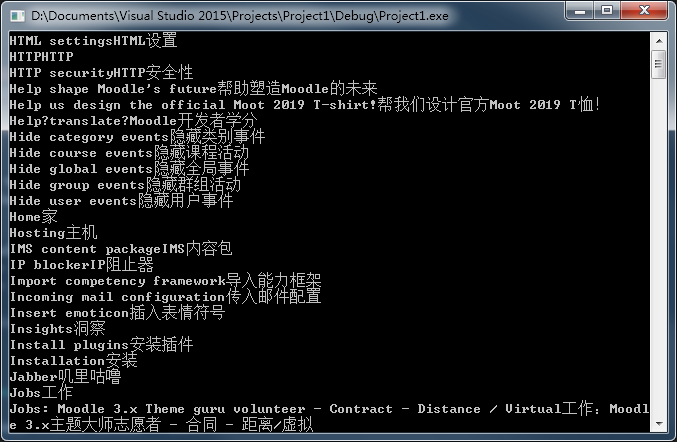 D:\Documents\Visual Studio 2015\Projects\Project1\Debug\Project1.exe
HTML settingsHTML设置
HTTPHTTP
HTTP securityHTTP安全性
Help shape Moodle's future帮助塑造Moodle的未来
Help us design the official Moot 2019 T-shirt!帮我们设计官方Moot 2019 T恤!
Help?translate?Moodle开发者学分
Hide category events隐藏类别事件
Hide course events隐藏课程活动
Hide global events隐藏全局事件
Hide group events隐藏群组活动
Hide user events隐藏用户事件
Home家
Hosting主机
IMS content packageIMS内容包
IP blockerIP阻止器
Import competency framework导入能力框架
Incoming mail configuration传入邮件配置
Insert emoticon插入表情符号
Insights洞察
Install plugins安装插件
Installation安装
Jabber叽里咕噜
Jobs工作
Jobs: Moodle 3.x Theme guru volunteer - Contract - Distance / Virtual工作：Moodl
e 3.x主题大师志愿者 - 合同 - 距离/虚拟